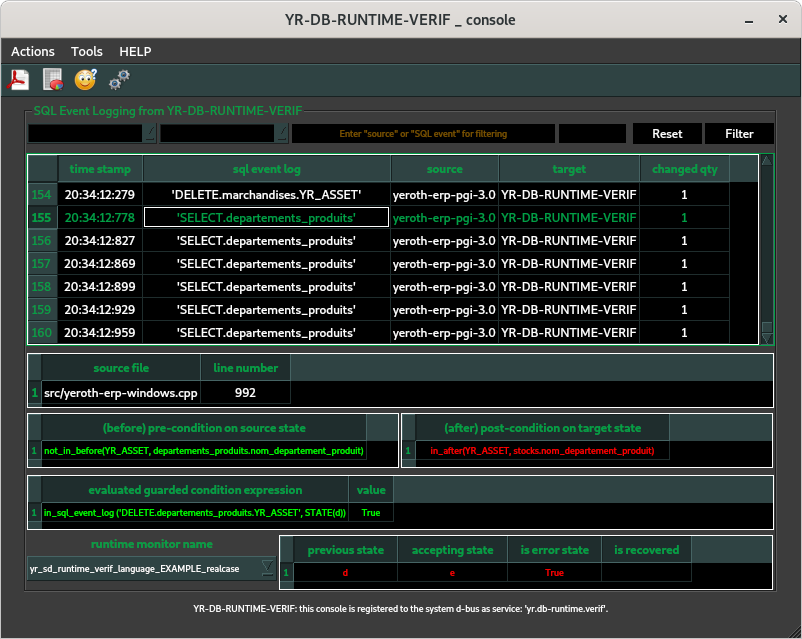 YR-DB-RUNTIME-VERIF _ console
Actions Tools HELP
SQL Event Logging from YR-DB-RUNTIME-VERIF
Enter "source" or "SQL event" for filtering Reset Filter
time stamp sql event log source target changed qty
154 20:34:12:279 'DELETE.marchandises.YR_ASSET' yeroth-erp-pgi-3.0 YR-DB-RUNTIME-VERIF 1
155 20:34:12:778 'SELECT.departements_produits' yeroth-erp-pgi-3.0 YR-DB-RUNTIME-VERIF 1
156 20:34:12:827 'SELECT.departements_produits' yeroth-erp-pgi-3.0 YR-DB-RUNTIME-VERIF 1
157 20:34:12:869 'SELECT.departements_produits' yeroth-erp-pgi-3.0 YR-DB-RUNTIME-VERIF 1
158 20:34:12:899 'SELECT.departements_produits' yeroth-erp-pgi-3.0 YR-DB-RUNTIME-VERIF 1
159 20:34:12:929 'SELECT.departements_produits' yeroth-erp-pgi-3.0 YR-DB-RUNTIME-VERIF 1
160 20:34:12:959 'SELECT.departements_produits' yeroth-erp-pgi-3.0 YR-DB-RUNTIME-VERIF 1
source file line number
1 src/yeroth-erp-windows.cpp 992
(before) pre-condition on source state (after) post-condition on target state
1 not_in_before(YR_ASSET, departements_produits.nom_departement_produit) 1 in_after(YR_ASSET, stocks.nom_departement_produit)
evaluated guarded condition expression value
1 in_sql_event_log ('DELETE.departements_produits.YR_ASSET', STATE(d)) True
runtime monitor name previous state accepting state is error state is recovered
yr_sd_runtime_verif_language_EXAMPLE_realcase 1 d e True
YR-DB-RUNTIME-VERIF: this console is registered to the system d-bus as service: 'yr.db-runtime.verif'.